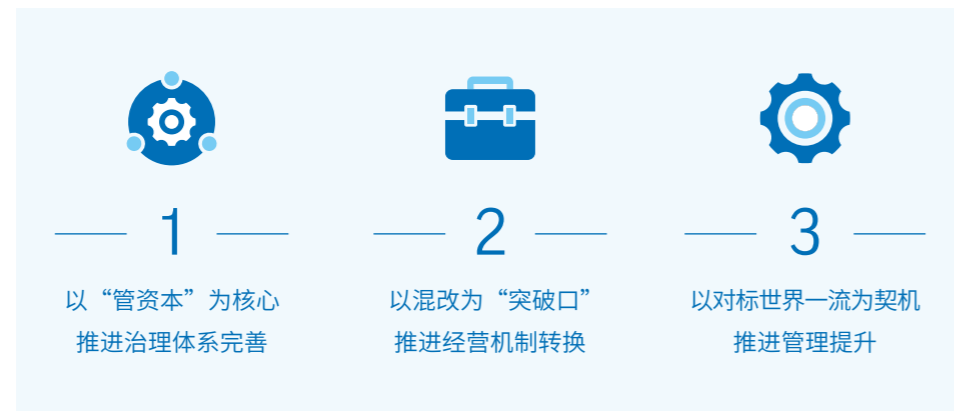 1
以“管资本”为核心
推进治理体系完善
2
以混改为“突破口”
推进经营机制转换
3
以对标世界一流为契机
推进管理提升